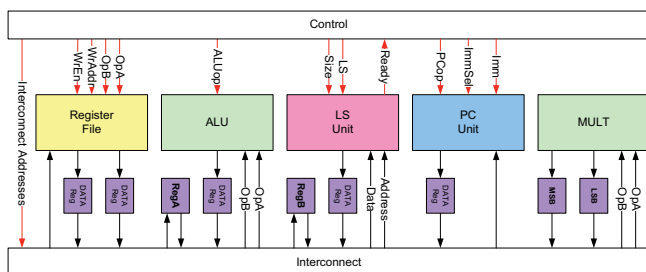 Control
Interconnect Addresses
WrEn
WrAddr
OpB
OpA
ALUop
Size
LS
Ready
PCop
ImmSel
Imm
Register
File
ALU
LS
Unit
PC
Unit
MULT
DATA
Reg
DATA
Reg
RegA
DATA
Reg
OpB
OpA
RegB
DATA
Reg
Data
Address
DATA
Reg
MSB
LSB
OpB
OpA
Interconnect